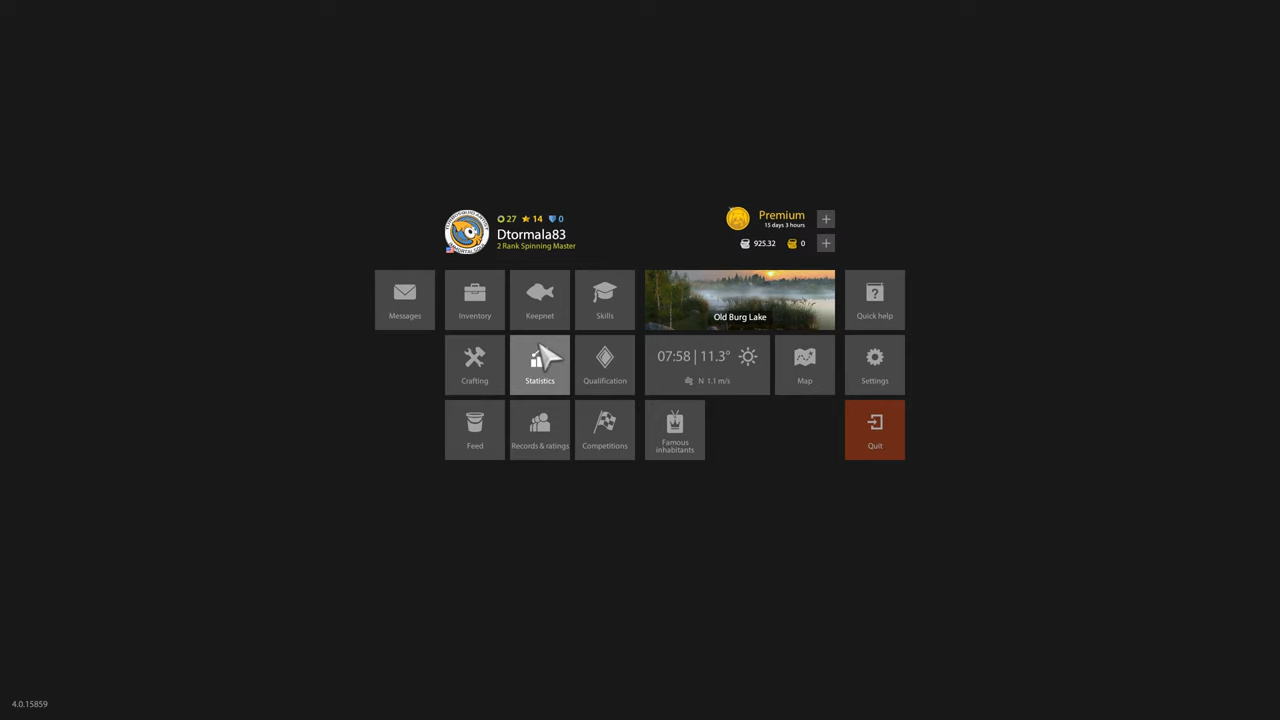 27 14 0
Dtormala83
2 Rank Spinning Master
Premium
15 days 3 hours
925.32 0
Messages
Inventory
Keepnet
Skills
Old Burg Lake
Quick help
Crafting
Statistics
Qualification
07:58 | 11.3°
N 1.1 m/s
Map
Settings
Feed
Records & ratings
Competitions
Famous
inhabitants
Quit
4.0.15859